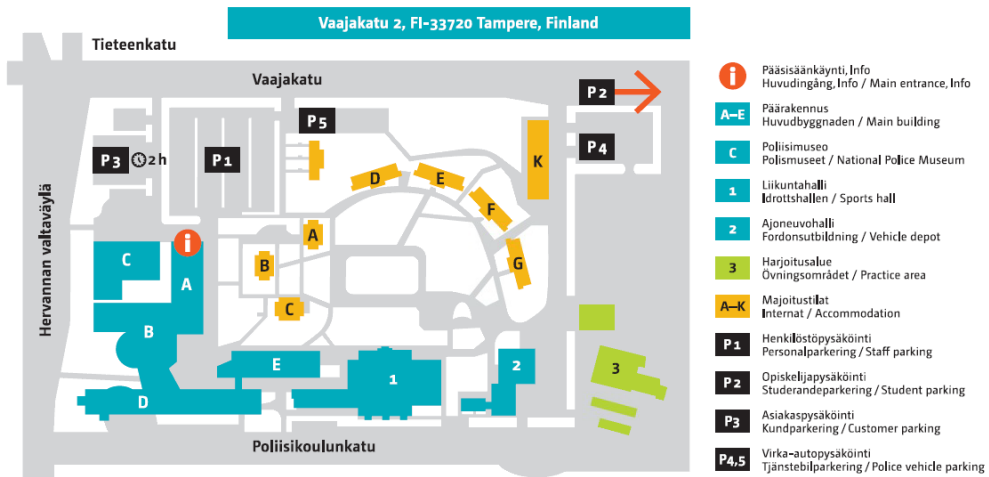 Vaajakatu 2, FI-33720 Tampere, Finland
Tieteenkatu
Vaajakatu
Hervannan valtaväylä
Poliisikoulunkatu
P2
P5
P3
2 h
P1
P4
K
D
E
F
G
A
B
C
i
C
A
B
E
D
1
2
3
i
Pääsisäänkäynti, Info
Huvudingång, Info / Main entrance, Info
A–E
Päärakennus
Huvudbyggnaden / Main building
C
Poliisimuseo
Polismuseet / National Police Museum
1
Liikuntahalli
Idrottshallen / Sports hall
2
Ajoneuvohalli
Fordonsutbildning / Vehicle depot
3
Harjoitusalue
Övningsområdet / Practice area
A–K
Majoitustilat
Internat / Accommodation
P1
Henkilöstöpysäköinti
Personalparkering / Staff parking
P2
Opiskelijapysäköinti
Studerandeparkering / Student parking
P3
Asiakaspysäköinti
Kundparkering / Customer parking
P4,5
Virka-autopysäköinti
Tjänstebilparkering / Police vehicle parking